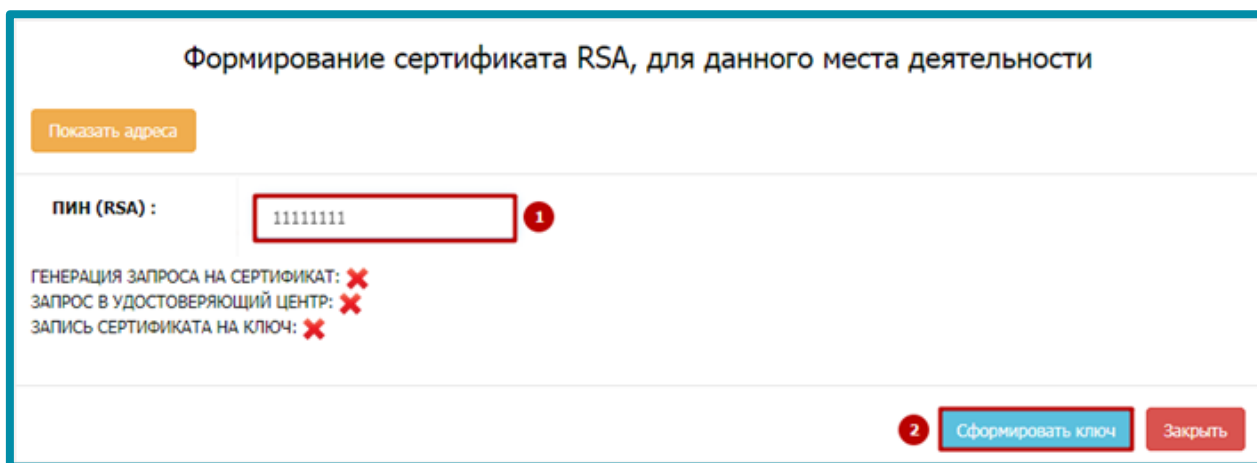 Формирование сертификата RSA, для данного места деятельности
Показать адреса
ПИН (RSA) :
11111111
1
ГЕНЕРАЦИЯ ЗАПРОСА НА СЕРТИФИКАТ:
ЗАПРОС В УДОСТОВЕРЯЮЩИЙ ЦЕНТР:
ЗАПИСЬ СЕРТИФИКАТА НА КЛЮЧ:
2
Сформировать ключ
Закрыть